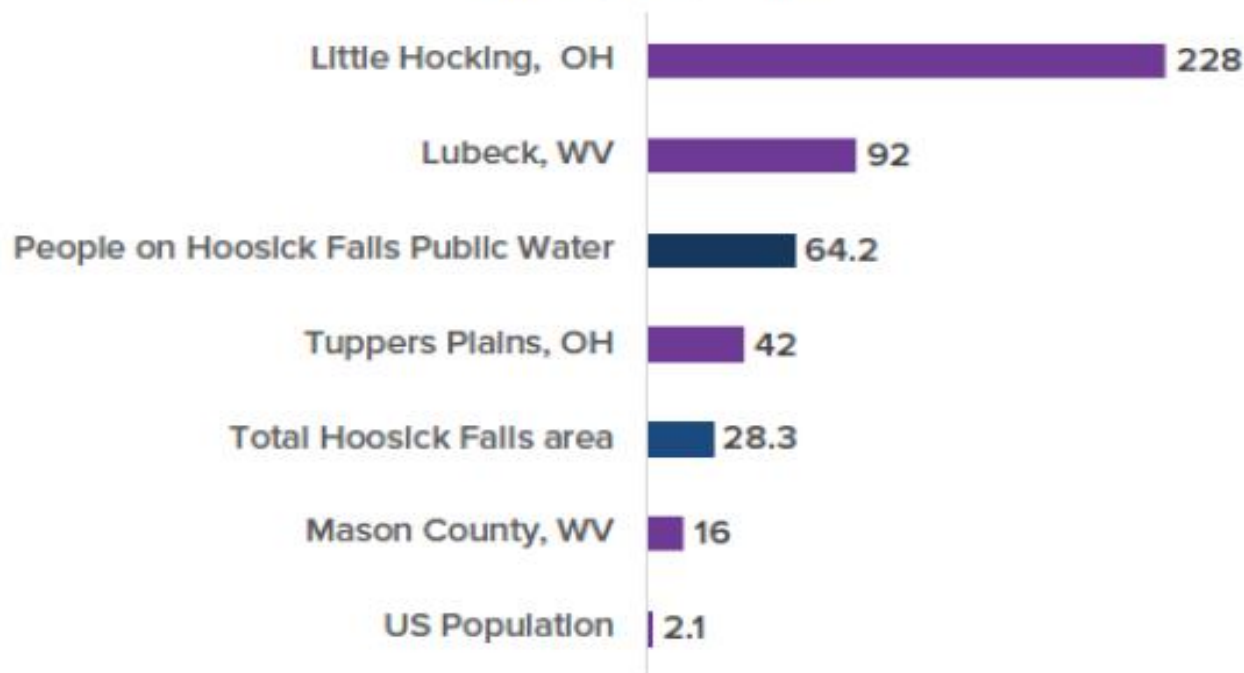 Little Hocking, OH 228
Lubeck, WV 92
People on Hoosick Falls Public Water 64.2
Tuppers Plains, OH 42
Total Hoosick Falls area 28.3
Mason County, WV 16
US Population 2.1